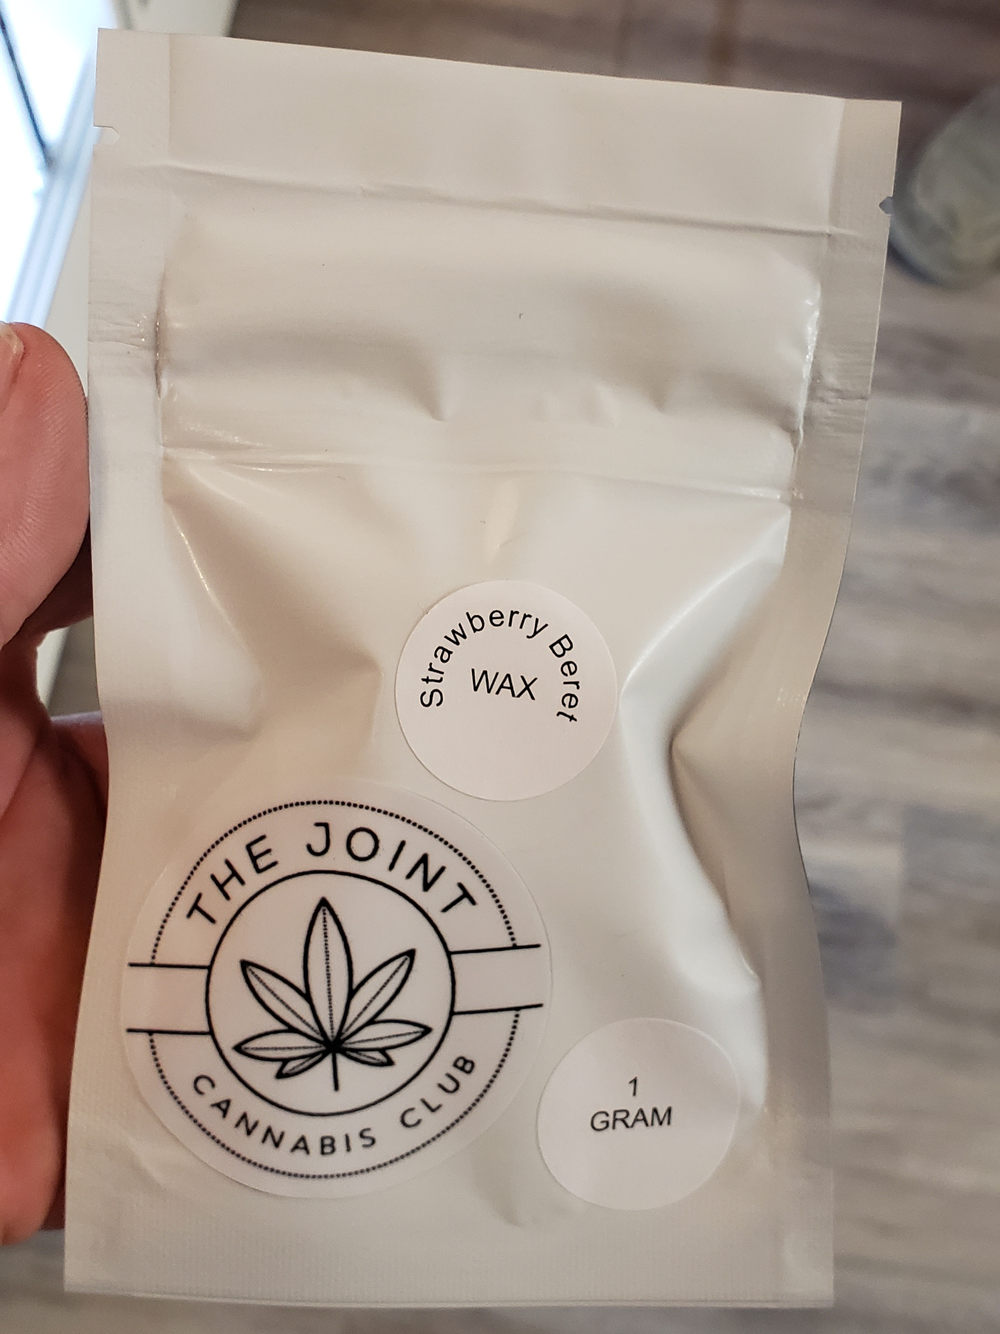 Strawberry Beret
WAX
THE JOINT
CANNABIS CLUB
1
GRAM